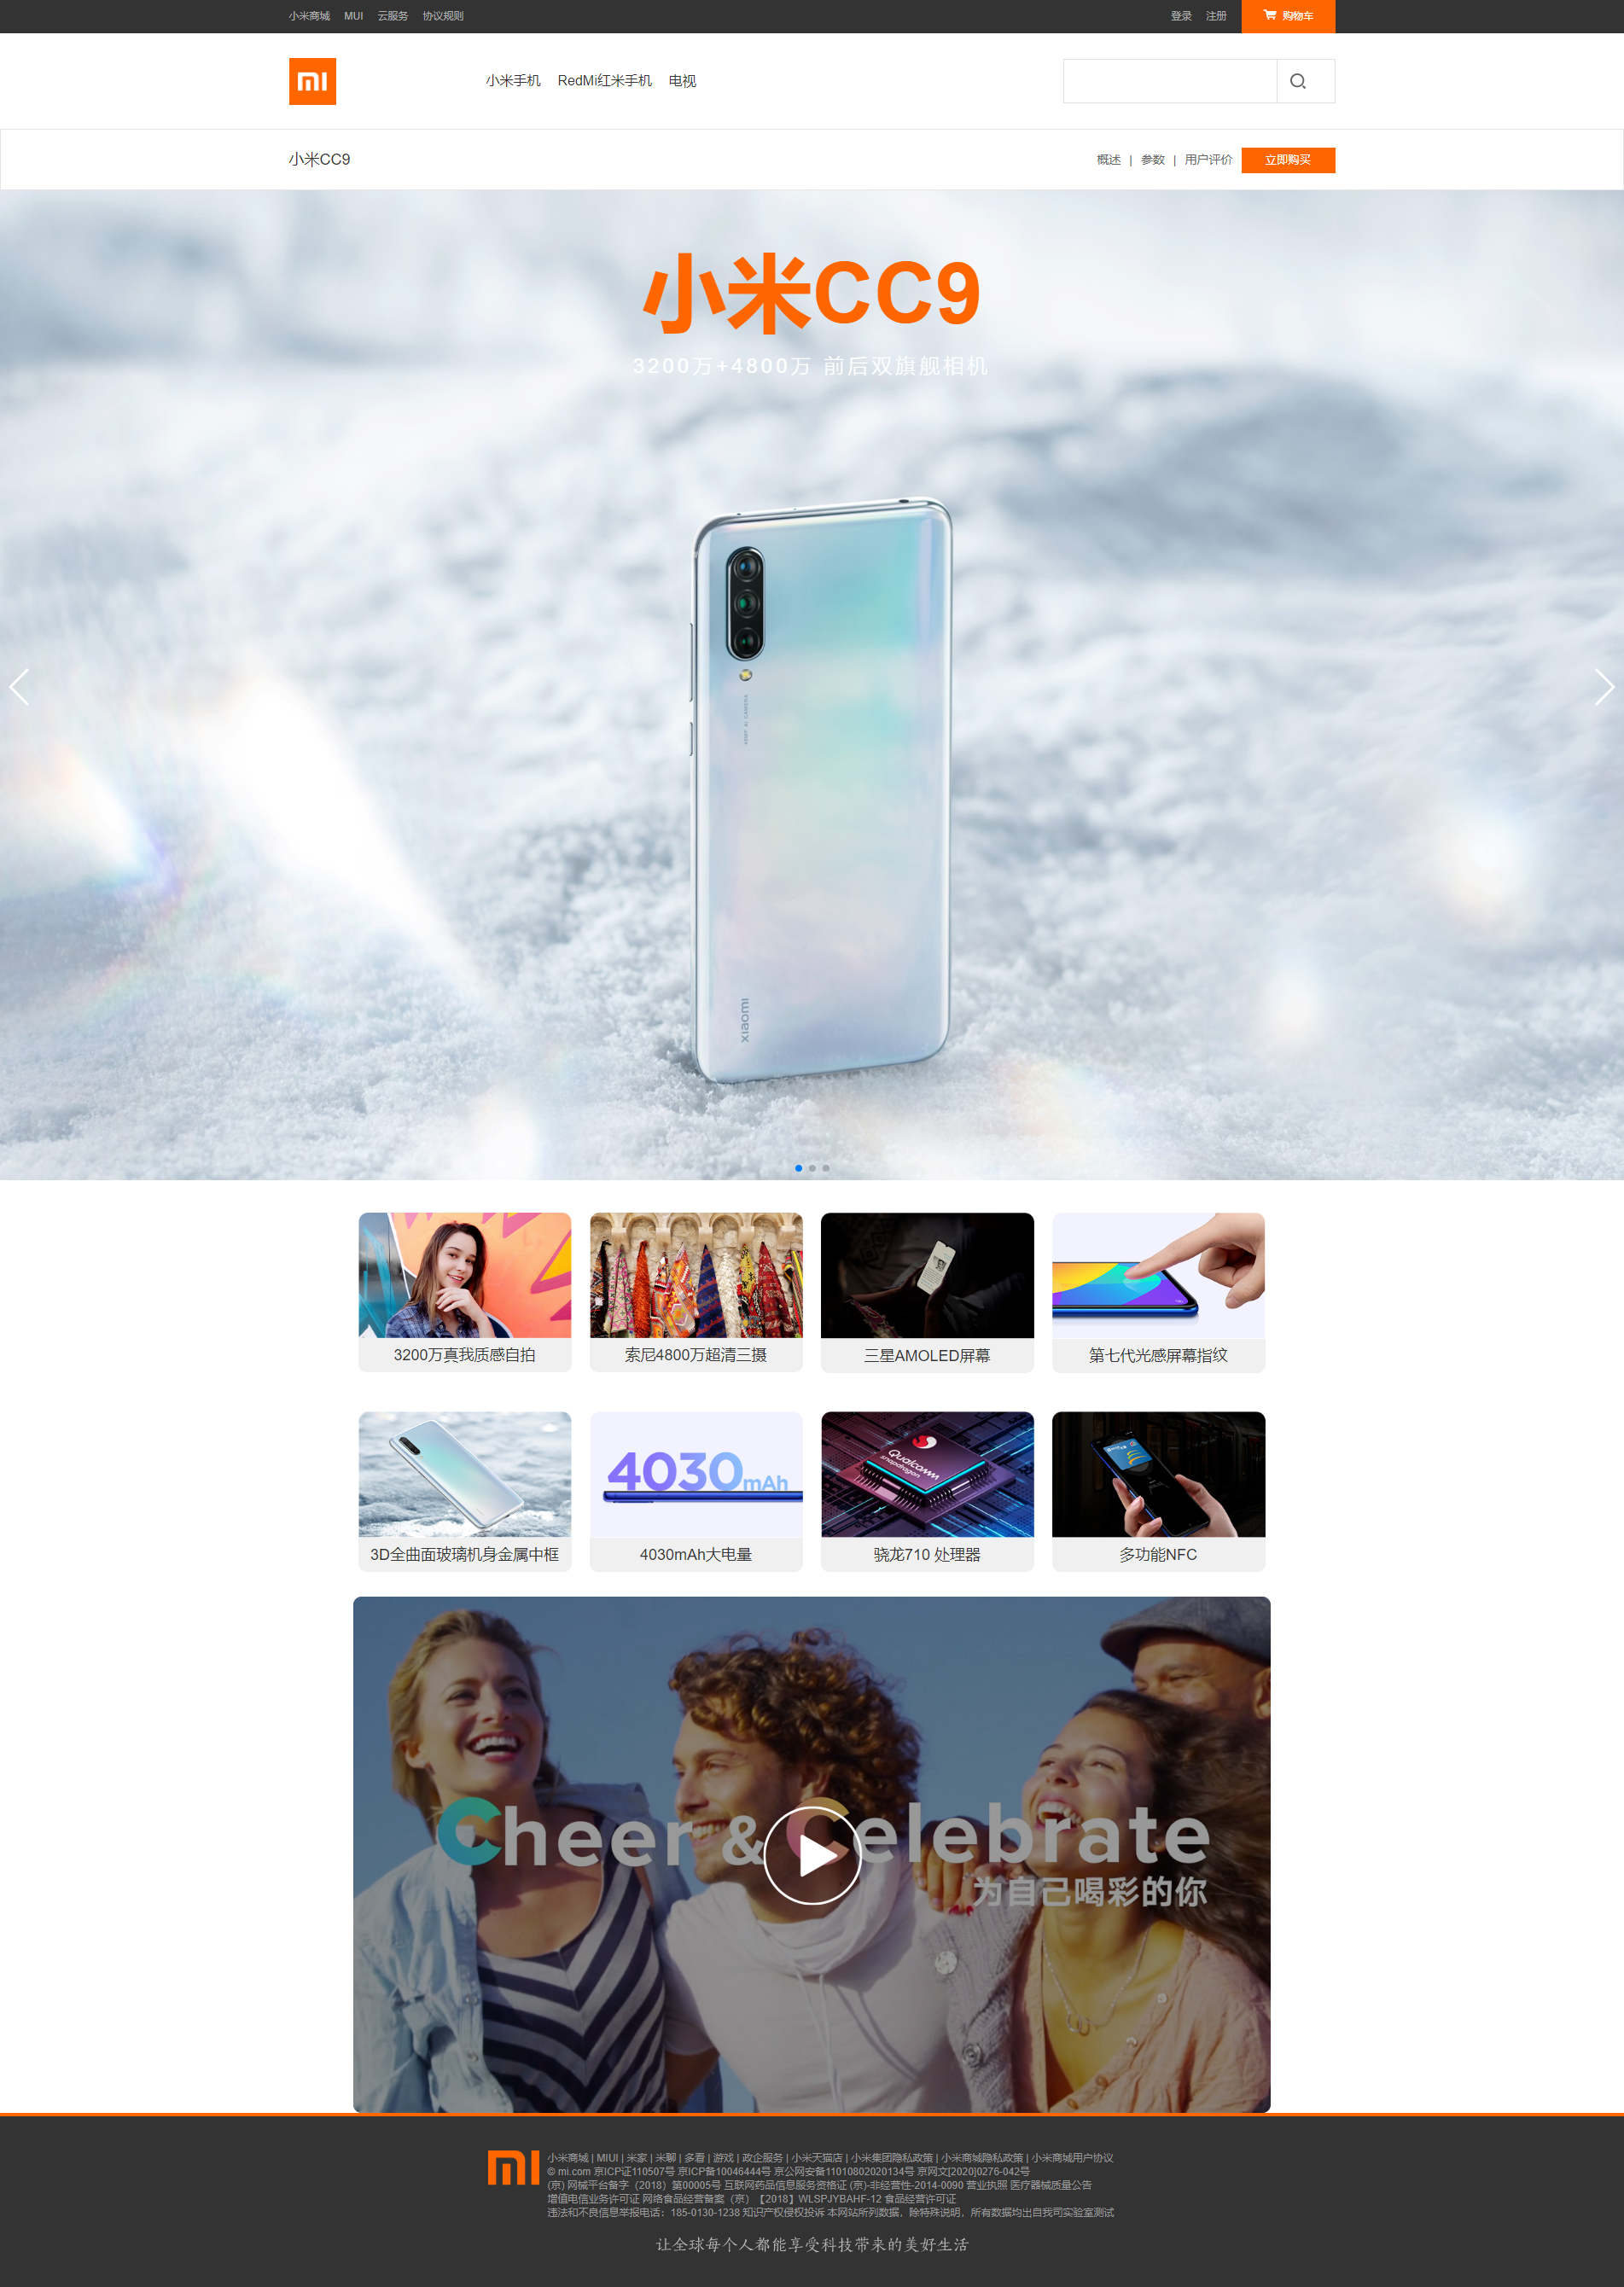 小米商城 MUI 云服务 协议规则 登录 注册 购物车
mi 小米手机 RedMi红米手机 电视
小米CC9 概述 | 参数 | 用户评价 立即购买
小米CC9
3200万+4800万 前后双旗舰相机
48MP AI CAMERA
xiaomi
3200万真我质感自拍 索尼4800万超清三摄 三星AMOLED屏幕 第七代光感屏幕指纹
4030mAh
Qualcomm
snapdragon
3D全曲面玻璃机身金属中框 4030mAh大电量 骁龙710 处理器 多功能NFC
Cheer & Celebrate
为自己喝彩的你
mi
小米商城 | MIUI | 米家 | 米聊 | 多看 | 游戏 | 政企服务 | 小米天猫店 | 小米集团隐私政策 | 小米商城隐私政策 | 小米商城用户协议
© mi.com 京ICP证110507号 京ICP备10046444号 京公网安备11010802020134号 京网文[2020]0276-042号
(京) 网械平台备字（2018）第00005号 互联网药品信息服务资格证 (京)-非经营性-2014-0090 营业执照 医疗器械质量公告
增值电信业务许可证 网络食品经营备案（京）【2018】WLSPJYBAHF-12 食品经营许可证
违法和不良信息举报电话：185-0130-1238 知识产权侵权投诉 本网站所列数据，除特殊说明，所有数据均出自我司实验室测试
让全球每个人都能享受科技带来的美好生活